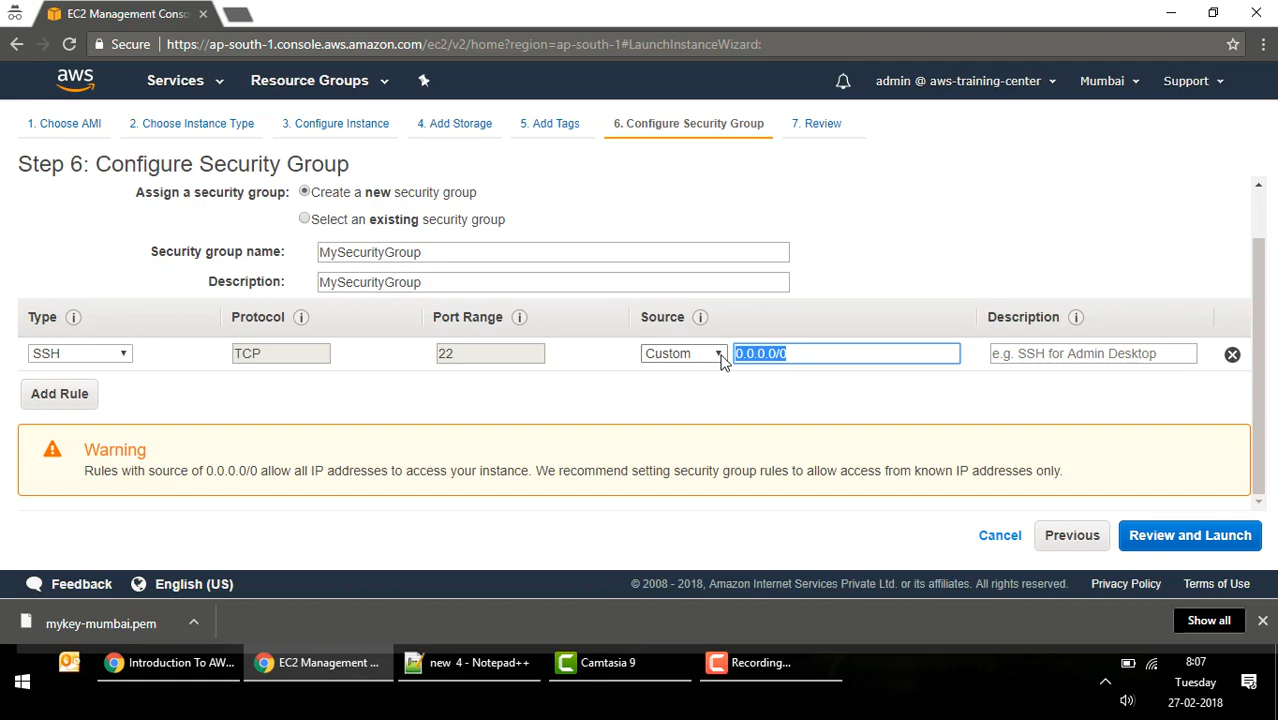 EC2 Management Conso
Secure
https://ap-south-1.console.aws.amazon.com/ec2/v2/home?region=ap-south-1#LaunchInstanceWizard:
aws
Services
Resource Groups
admin @ aws-training-center
Mumbai
Support
1. Choose AMI
2. Choose Instance Type
3. Configure Instance
4. Add Storage
5. Add Tags
6. Configure Security Group
7. Review
Step 6: Configure Security Group
Assign a security group:
Create a new security group
Select an existing security group
Security group name:
MySecurityGroup
Description:
MySecurityGroup
Type
Protocol
Port Range
Source
Description
SSH
TCP
22
Custom
0.0.0.0/0
e.g. SSH for Admin Desktop
Add Rule
Warning
Rules with source of 0.0.0.0/0 allow all IP addresses to access your instance. We recommend setting security group rules to allow access from known IP addresses only.
Cancel
Previous
Review and Launch
Feedback
English (US)
© 2008 - 2018, Amazon Internet Services Private Ltd. or its affiliates. All rights reserved.
Privacy Policy
Terms of Use
mykey-mumbai.pem
Show all
Introduction To AW...
EC2 Management ...
new 4 - Notepad++
Camtasia 9
Recording...
8:07
Tuesday
27-02-2018